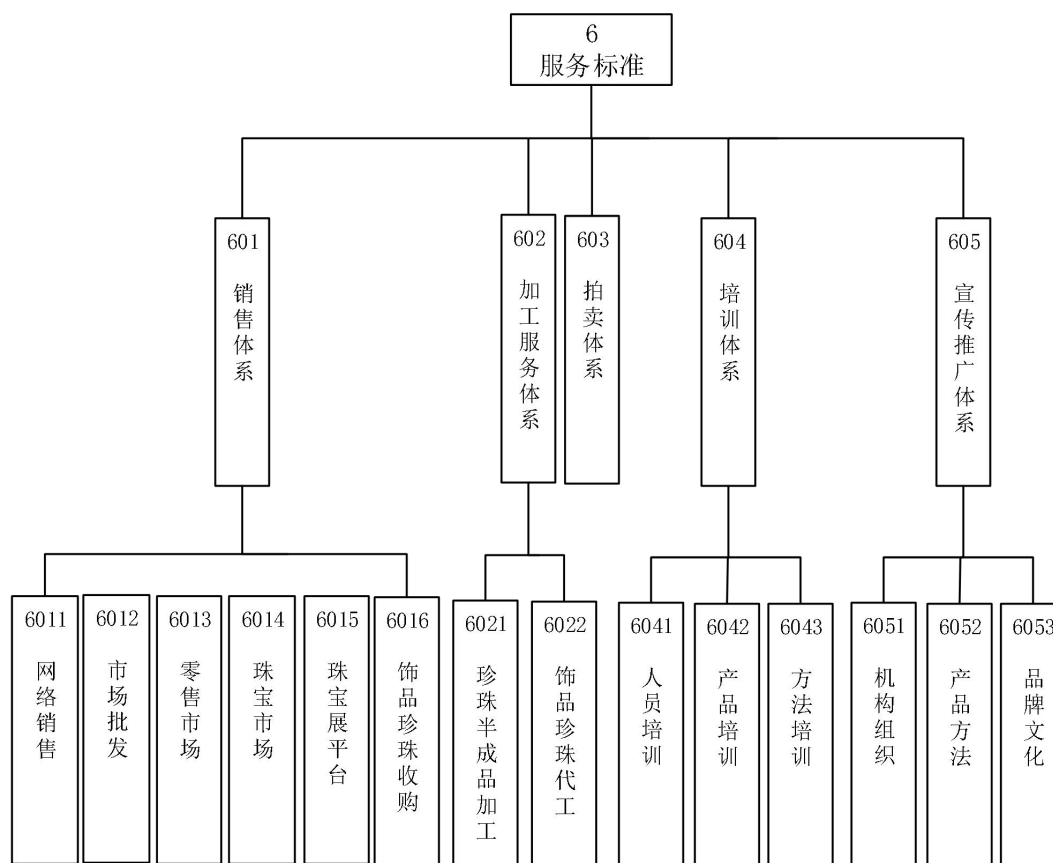 6
服务标准
601
销售体系
602
加工服务体系
603
拍卖体系
604
培训体系
605
宣传推广体系
6011
网络销售
6012
市场批发
6013
零售市场
6014
珠宝市场
6015
珠宝展平台
6016
饰品珍珠收购
6021
珍珠半成品加工
6022
饰品珍珠代工
6041
人员培训
6042
产品培训
6043
方法培训
6051
机构组织
6052
产品方法
6053
品牌文化